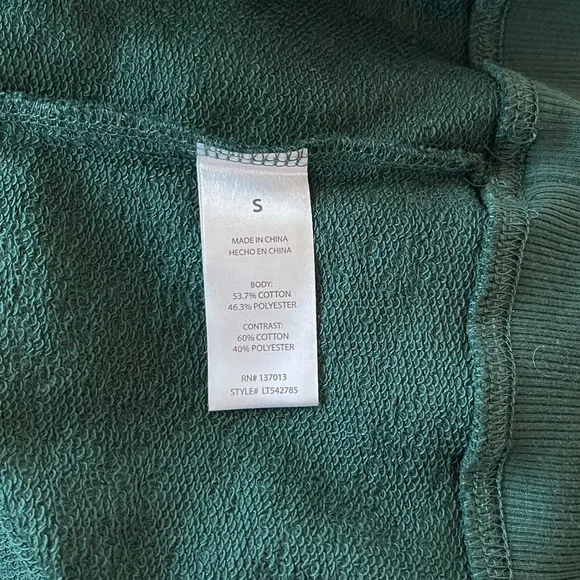 S
MADE IN CHINA
HECHO EN CHINA
BODY:
53.7% COTTON
46.3% POLYESTER
CONTRAST:
60% COTTON
40% POLYESTER
RN# 137013
STYLE# LT542785